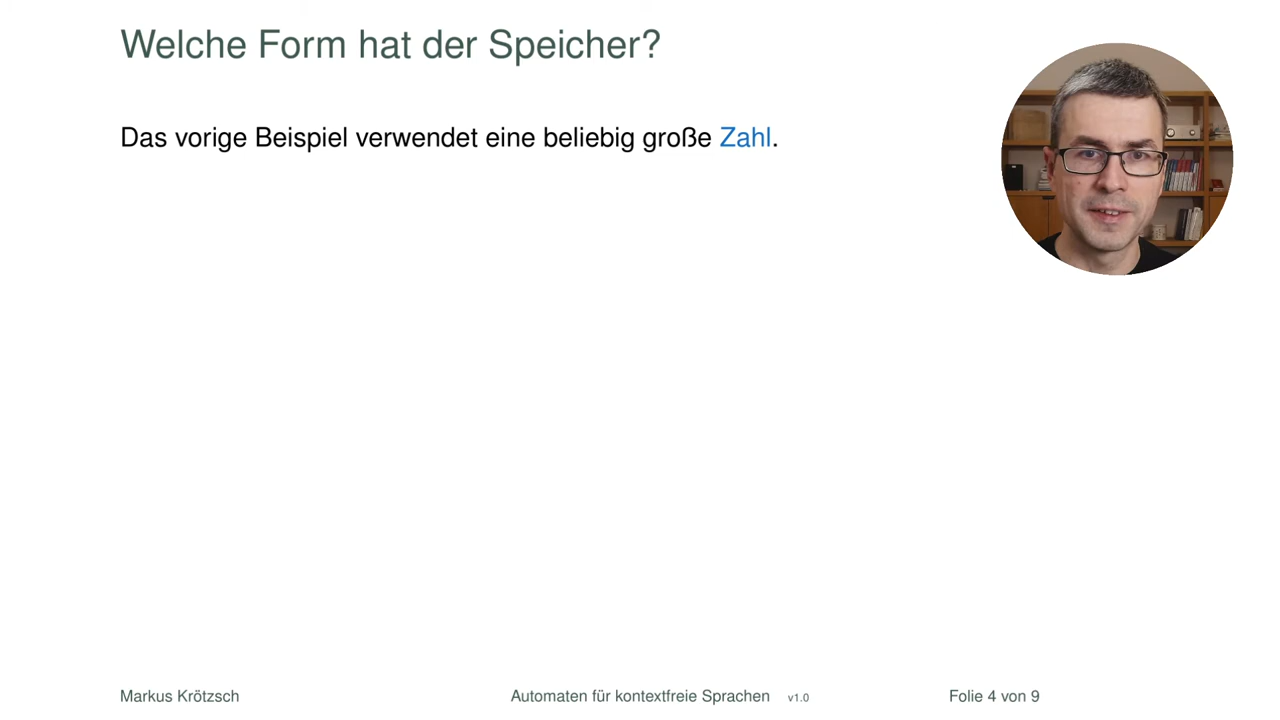 Welche Form hat der Speicher?
Das vorige Beispiel verwendet eine beliebig große Zahl.
Markus Krötzsch Automaten für kontextfreie Sprachen v1.0 Folie 4 von 9